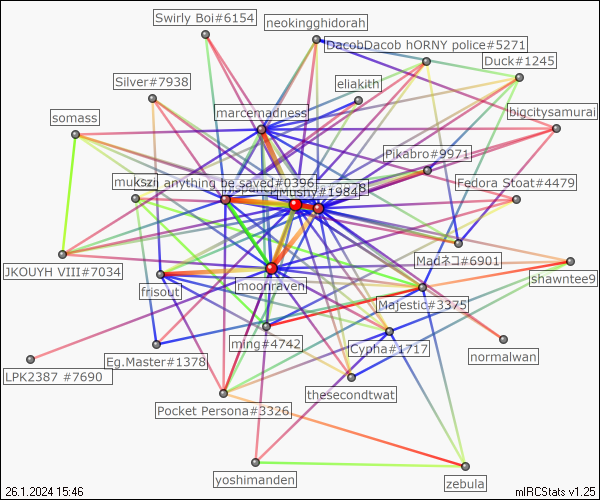 Swirly Boi#6154
neokingghidorah
DacobDacob hORNY police#5271
Duck#1245
Silver#7938
eliakith
bigcitysamurai
marcemadness
somass
Pikabro#9971
mukszn
anything be saved#0396
Mushy#1984
Fedora Stoat#4479
Madネコ#6901
JKOUYH VIII#7034
frisout
moonraven
shawntee9
Majestic#3375
ming#4742
Cypha#1717
normalwan
Eg.Master#1378
LPK2387 #7690
thesecondtwat
Pocket Persona#3326
yoshimanden
zebula
26.1.2024 15:46
mIRCStats v1.25